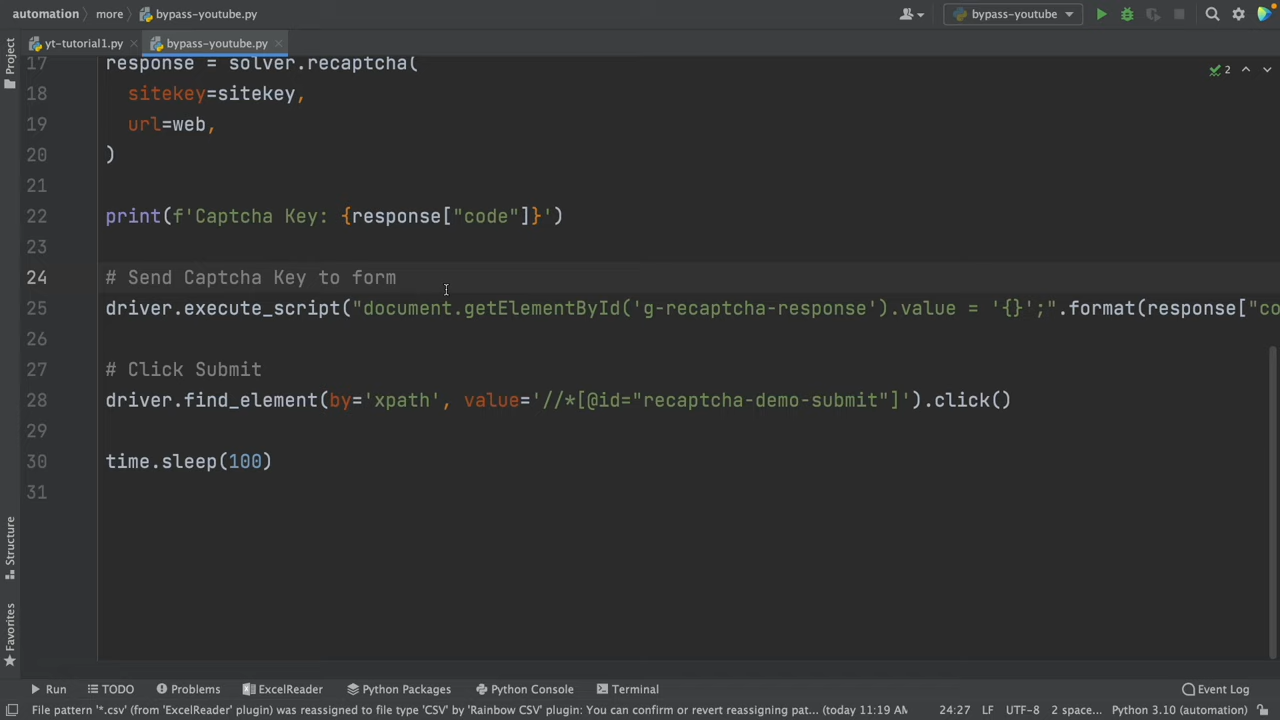 automation more bypass-youtube.py bypass-youtube
yt-tutorial1.py bypass-youtube.py
Project
17 response = solver.recaptcha(
2
18 sitekey=sitekey,
19 url=web,
20 )
21
22 print(f'Captcha Key: {response["code"]}')
23
24 # Send Captcha Key to form
25 driver.execute_script("document.getElementById('g-recaptcha-response').value = '{}';".format(response["co
26
27 # Click Submit
28 driver.find_element(by='xpath', value='//*[@id="recaptcha-demo-submit"]').click()
29
30 time.sleep(100)
31
Structure
Favorites
Run TODO Problems ExcelReader Python Packages Python Console Terminal Event Log
File pattern '*.csv' (from 'ExcelReader' plugin) was reassigned to file type 'CSV' by 'Rainbow CSV' plugin: You can confirm or revert reassigning pat... (today 11:19 AM 24:27 LF UTF-8 2 space... Python 3.10 (automation)